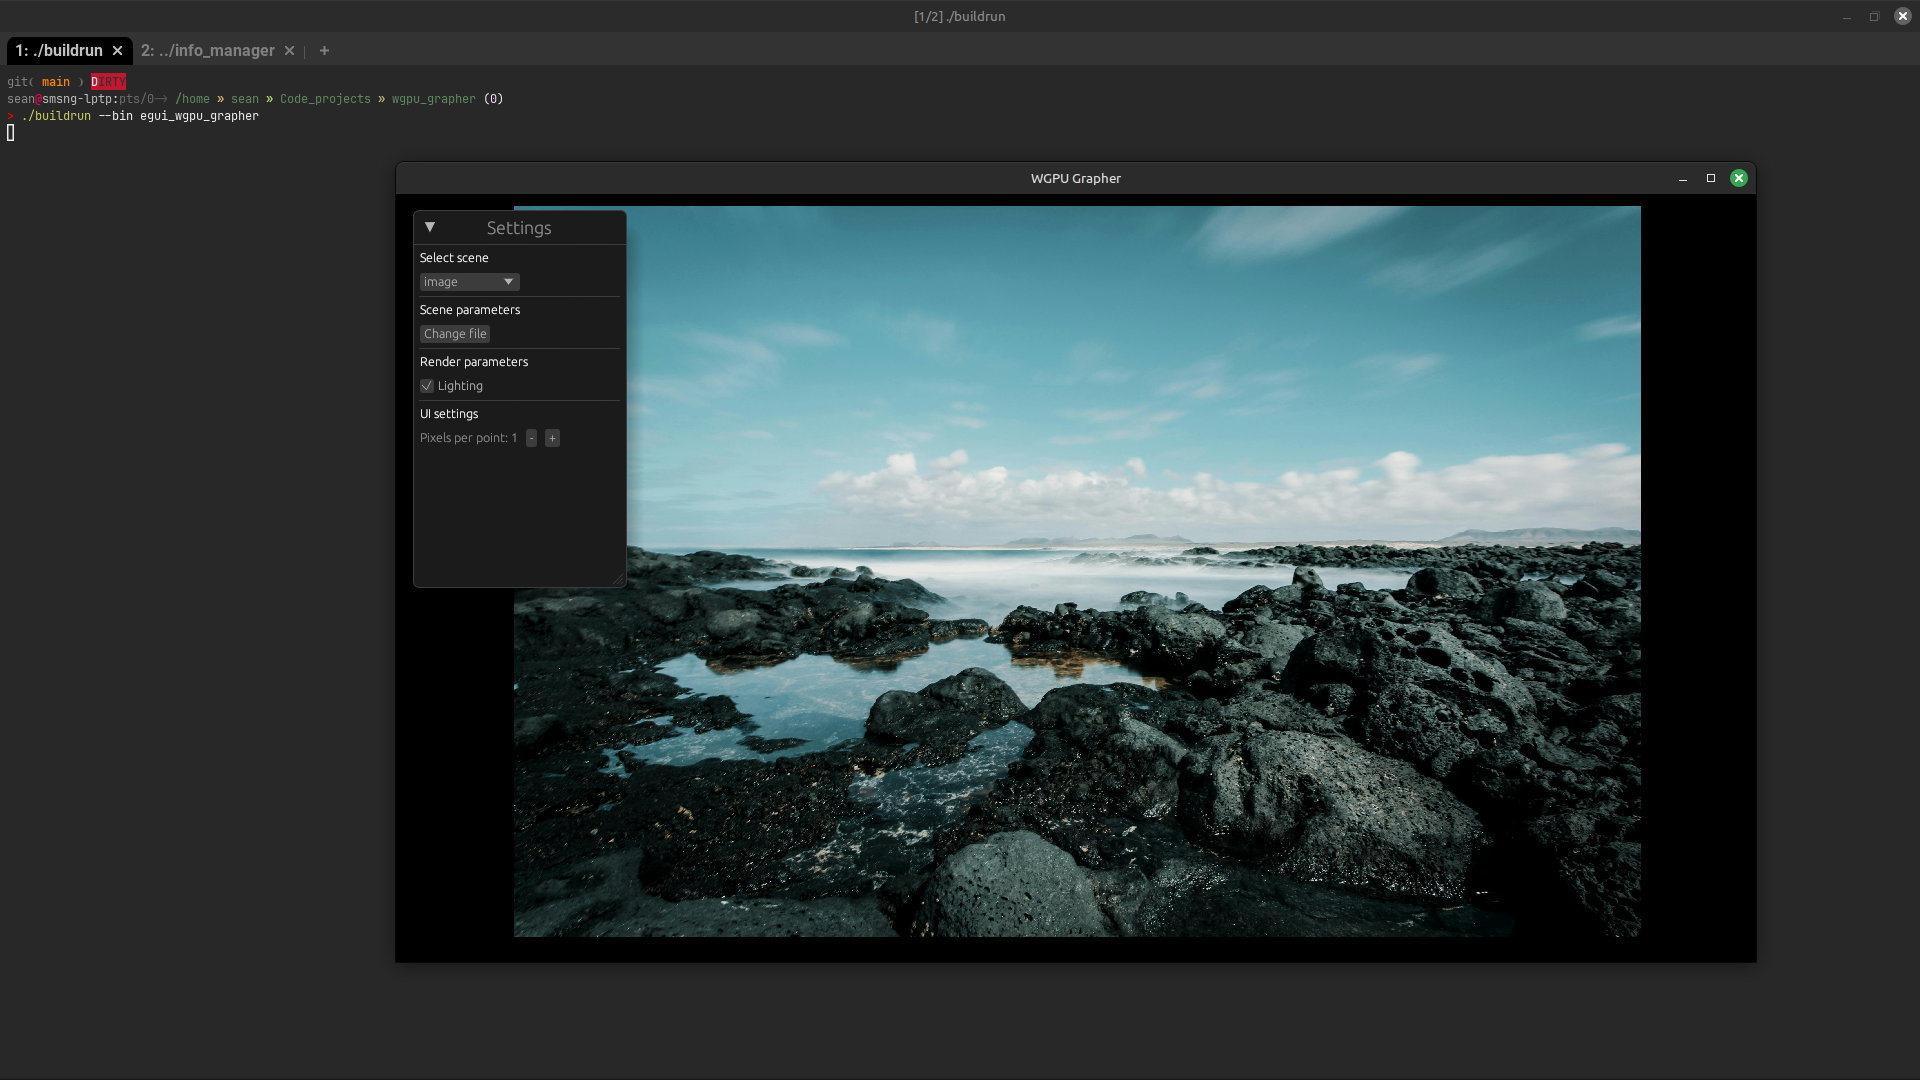 [1/2] ./buildrun
1: ./buildrun
2: ../info_manager
git( main ) DIRTY
sean@smsng-lptp:pts/0—> /home » sean » Code_projects » wgpu_grapher (0)
> ./buildrun --bin egui_wgpu_grapher
WGPU Grapher
Settings
Select scene
image
Scene parameters
Change file
Render parameters
Lighting
UI settings
Pixels per point: 1 - +